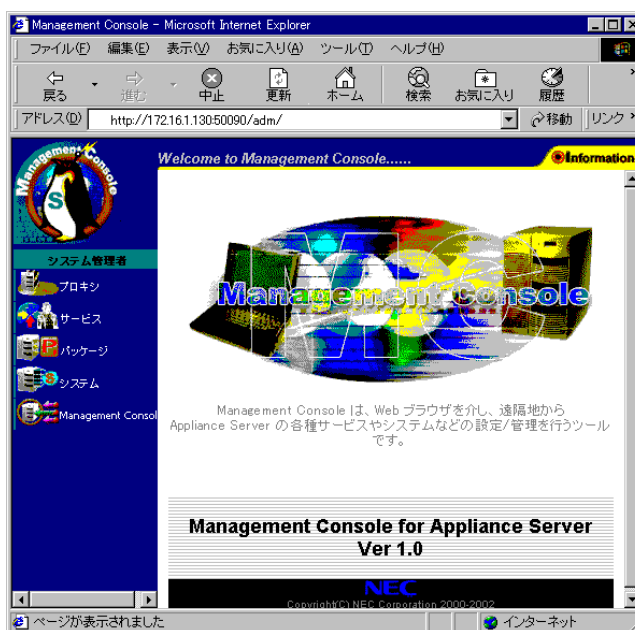 Management Console - Microsoft Internet Explorer
ファイル(F) 編集(E) 表示(V) お気に入り(A) ツール(T) ヘルプ(H)
戻る 進む 中止 更新 ホーム 検索 お気に入り 履歴
アドレス(D) http://172.16.1.130:50090/adm/ 移動 リンク
Management Console
S
Welcome to Management Console......
Information
システム管理者
プロキシ
サービス
パッケージ
システム
Management Consol
Management console
Management Console は、Web ブラウザを介し、遠隔地から
Appliance Server の各種サービスやシステムなどの設定/管理を行うツール
です。
Management Console for Appliance Server
Ver 1.0
NEC
Copyright(C) NEC Corporation 2000-2002
ページが表示されました
インターネット